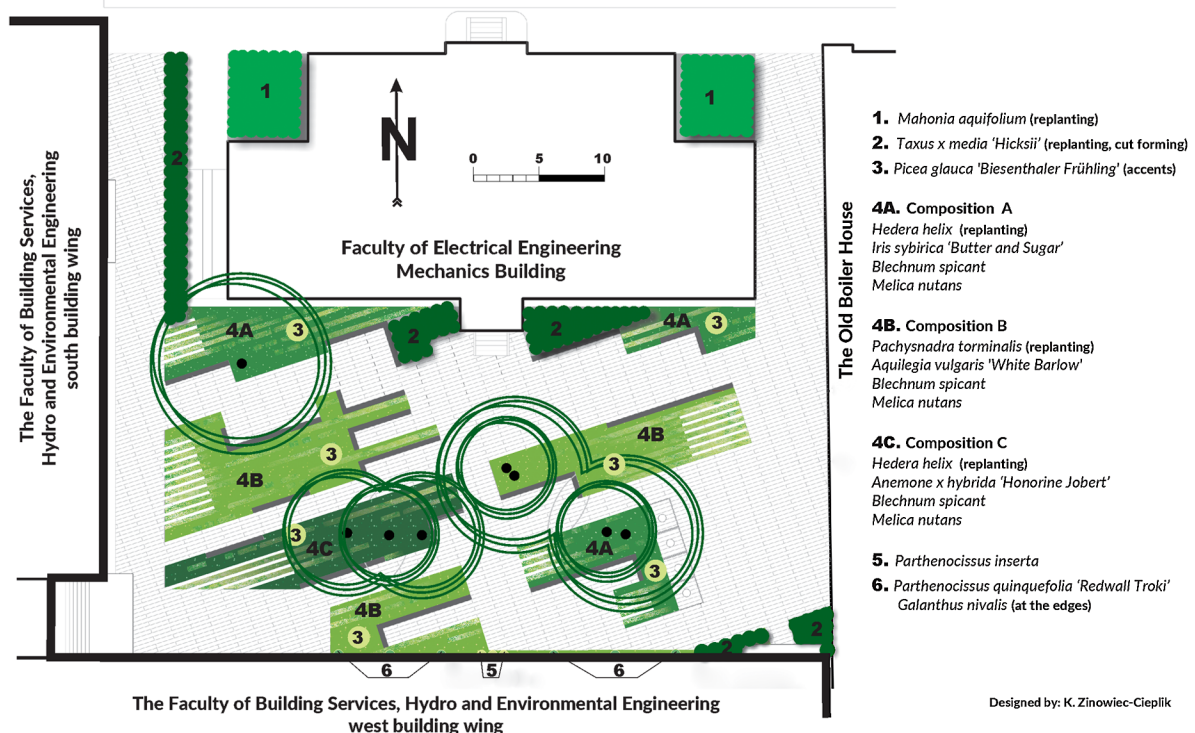 1
1
2
N
0 5 10
Faculty of Electrical Engineering
Mechanics Building
The Faculty of Building Services,
Hydro and Environmental Engineering
south building wing
The Old Boiler House
4A
3
2
2
4A
3
4B
3
4B
3
4C
3
4A
3
4B
3
2
2
6
5
6
The Faculty of Building Services, Hydro and Environmental Engineering
west building wing
1. Mahonia aquifolium (replanting)
2. Taxus x media ‘Hicksii’ (replanting, cut forming)
3. Picea glauca 'Biesenthaler Frühling' (accents)
4A. Composition A
Hedera helix (replanting)
Iris sybirica ‘Butter and Sugar’
Blechnum spicant
Melica nutans
4B. Composition B
Pachysnadra torminalis (replanting)
Aquilegia vulgaris 'White Barlow'
Blechnum spicant
Melica nutans
4C. Composition C
Hedera helix (replanting)
Anemone x hybrida ‘Honorine Jobert’
Blechnum spicant
Melica nutans
5. Parthenocissus inserta
6. Parthenocissus quinquefolia ‘Redwall Troki’
Galanthus nivalis (at the edges)
Designed by: K. Zinowiec-Cieplik